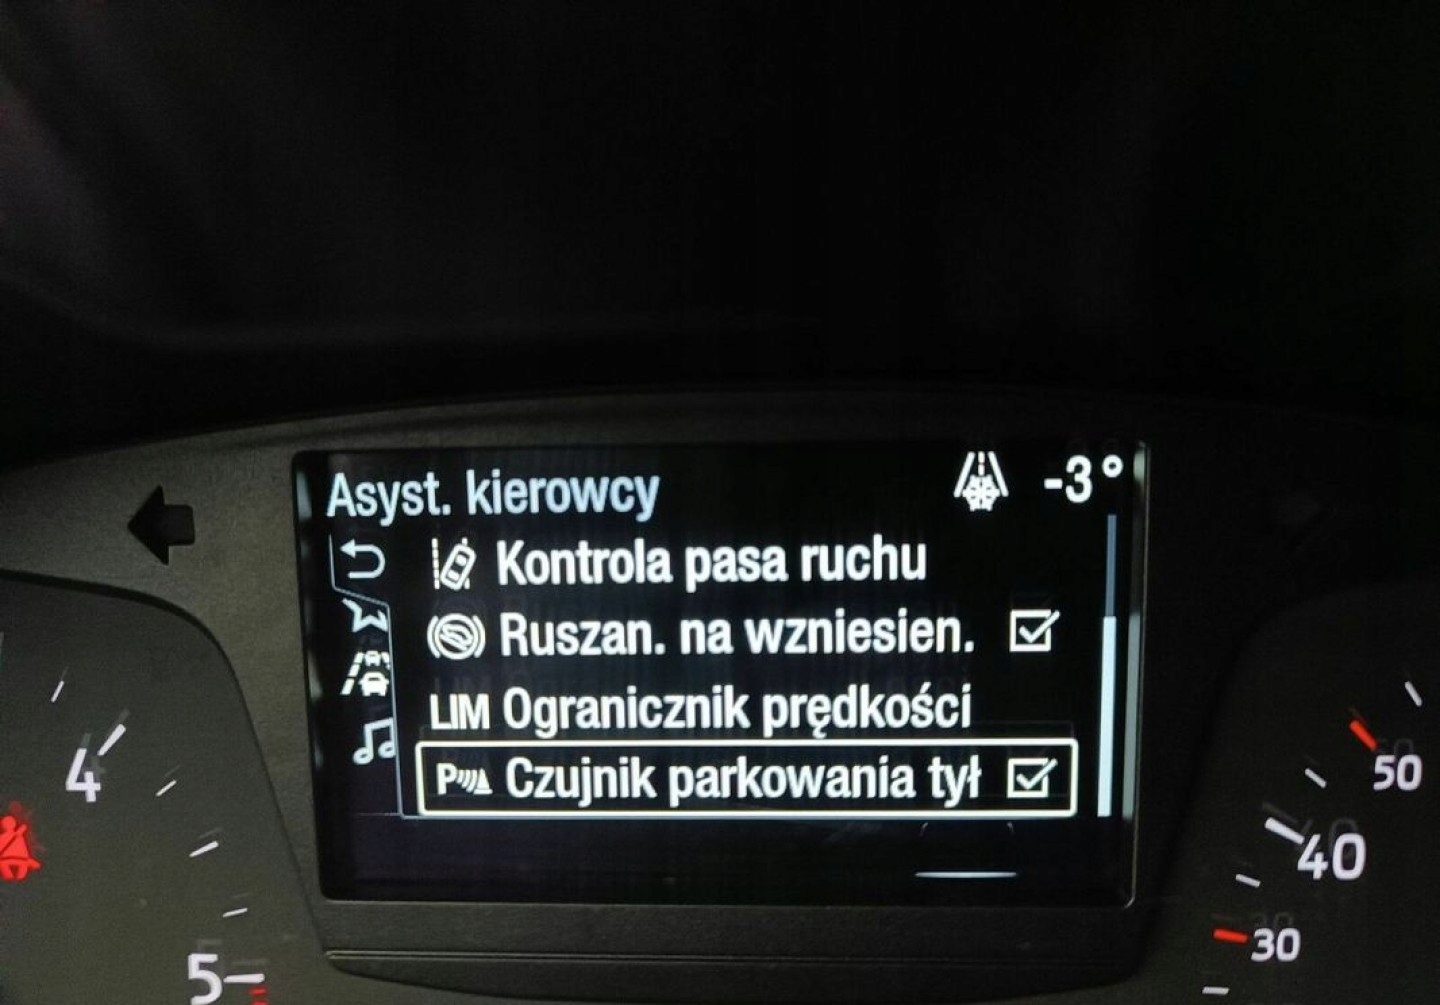 Asyst. kierowcy
-3°
Kontrola pasa ruchu
Ruszan. na wzniesien.
LIM Ogranicznik prędkości
P Czujnik parkowania tył
4
5
50
40
30